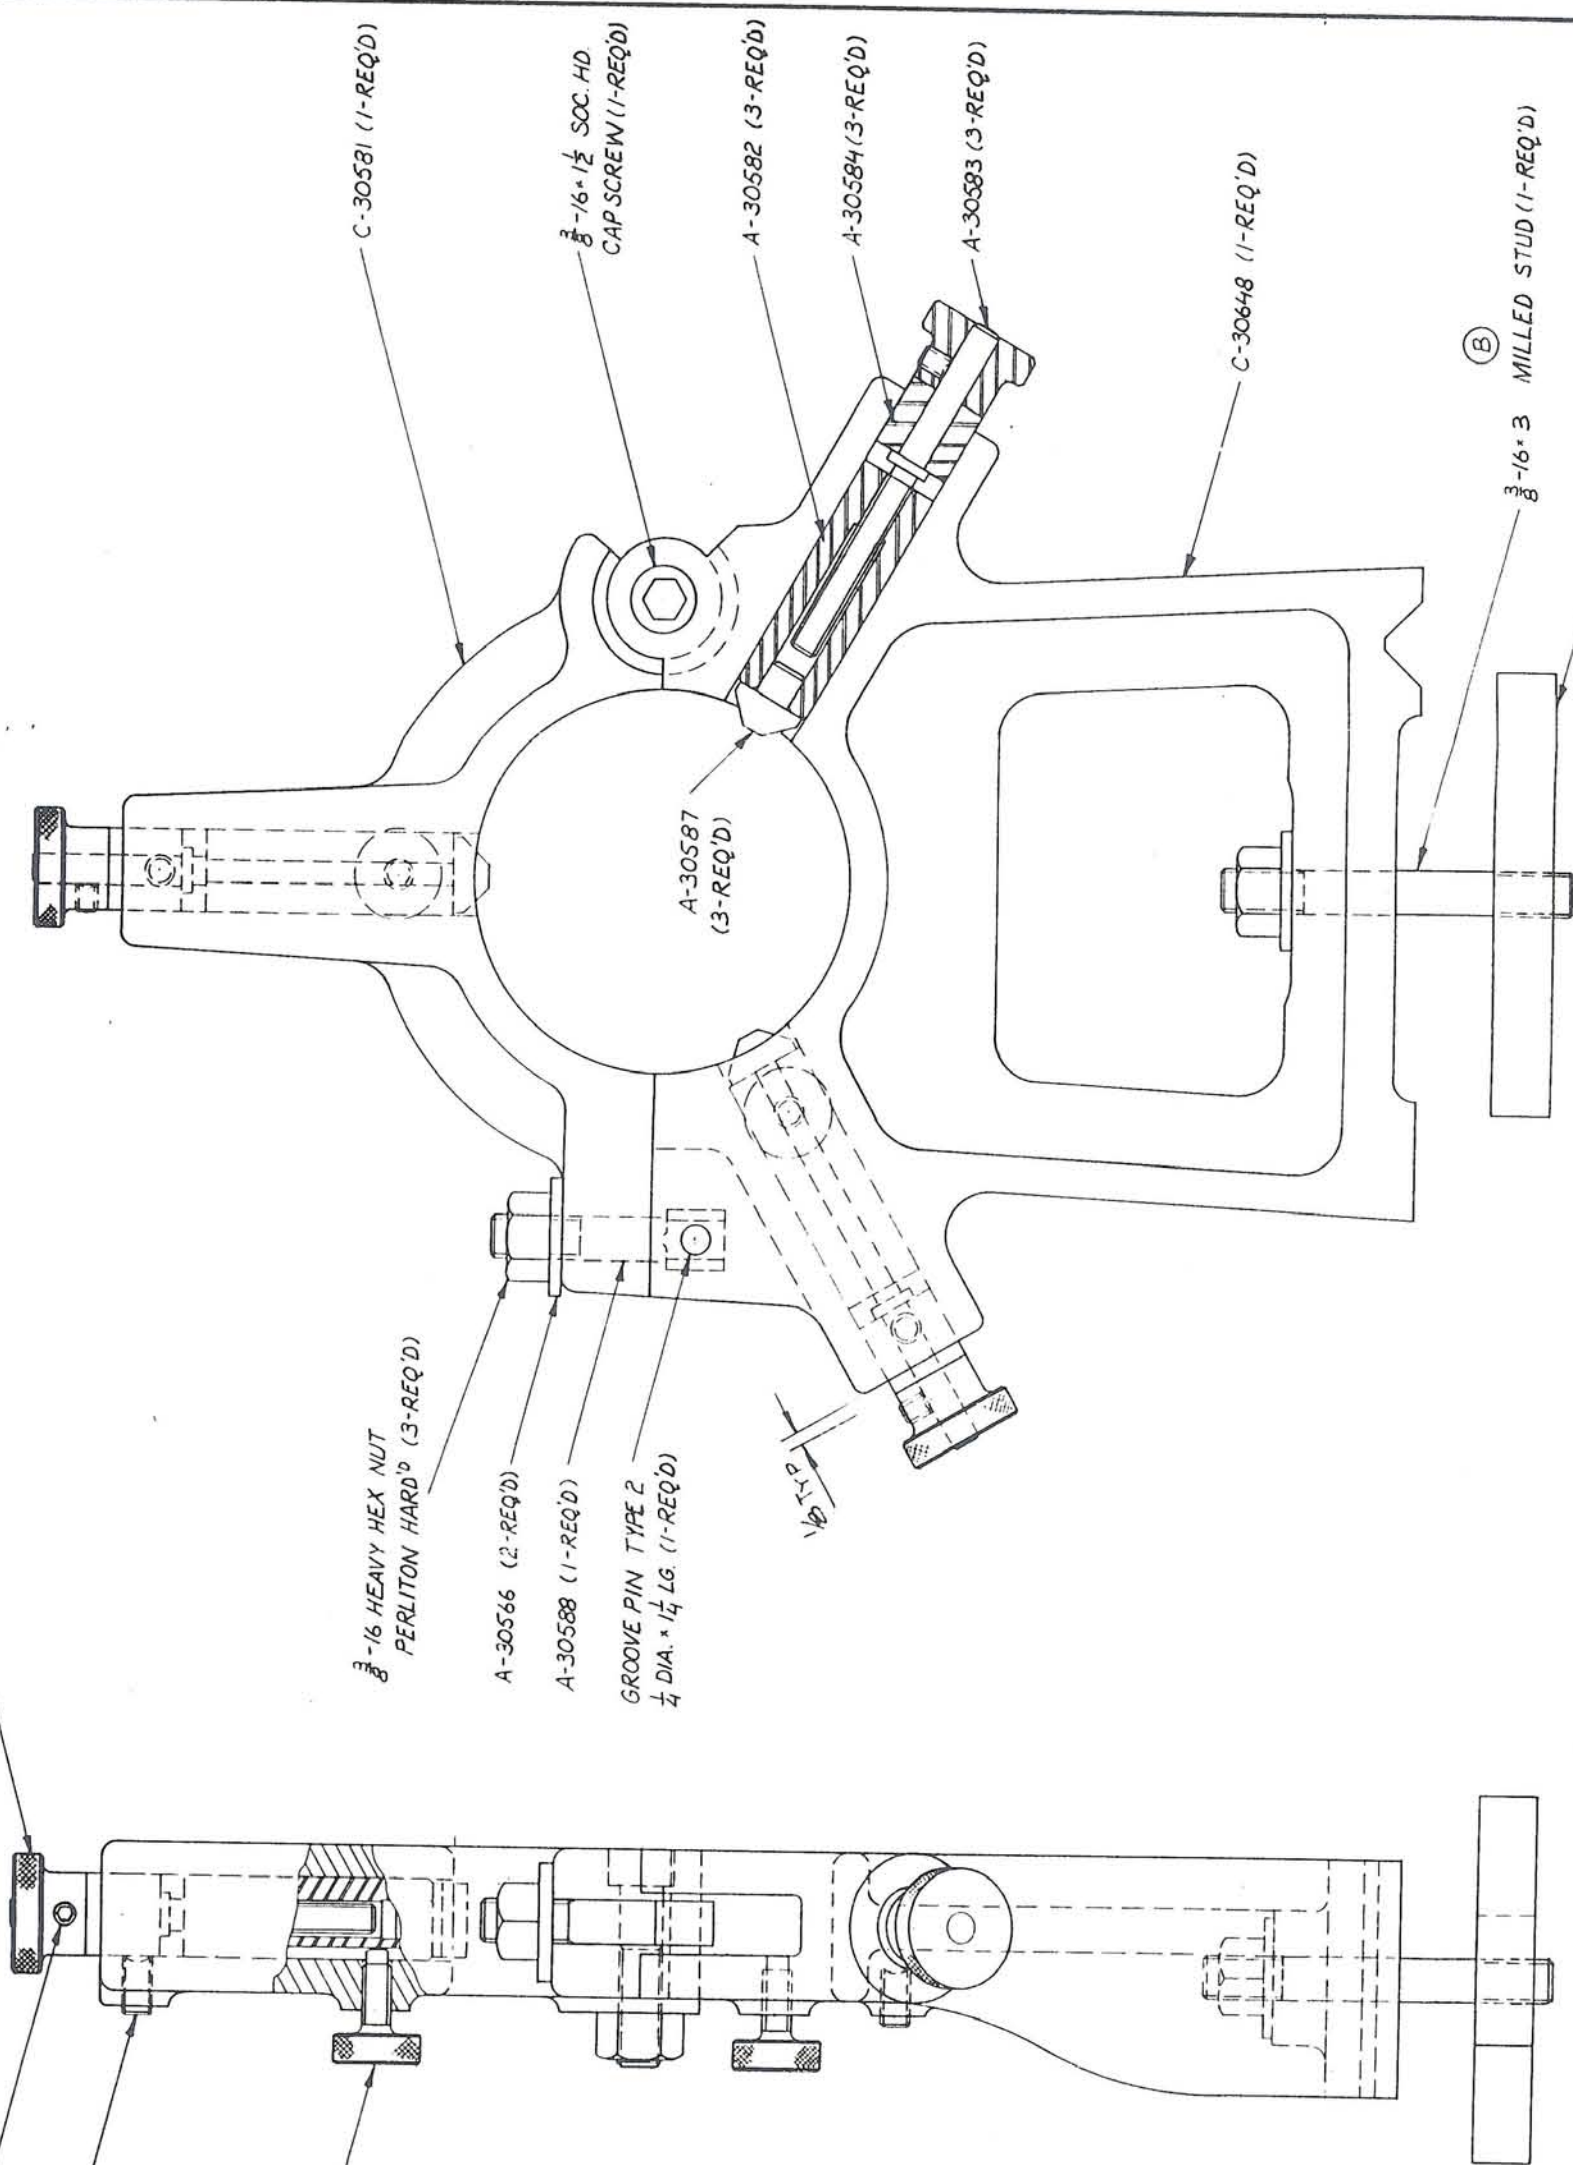 C-30581 (1-REQ'D)
3/8-16×1 1/2 SOC. HD.
CAP SCREW (1-REQ'D)
A-30582 (3-REQ'D)
A-30584 (3-REQ'D)
A-30583 (3-REQ'D)
C-30648 (1-REQ'D)
B
3/8-16×3 MILLED STUD (1-REQ'D)
A-30587
(3-REQ'D)
3/8-16 HEAVY HEX NUT
PERLITON HARD'D (3-REQ'D)
A-30566 (2-REQ'D)
A-30588 (1-REQ'D)
GROOVE PIN TYPE 2
1/4 DIA. × 1 1/4 LG. (1-REQ'D)
1/8 TYP